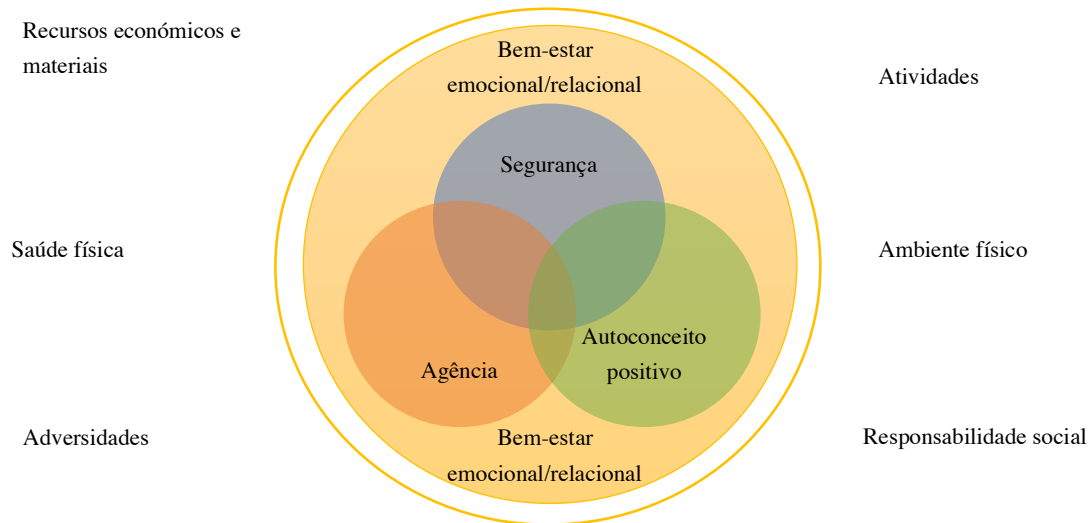 Recursos económicos e
materiais
Bem-estar
emocional/relacional
Atividades
Segurança
Saúde física
Ambiente físico
Autoconceito
positivo
Agência
Adversidades
Bem-estar
emocional/relacional
Responsabilidade social